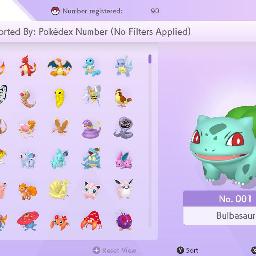 Number registered: 90
orted By: Pokédex Number (No Filters Applied)
No. 001
Bulbasaur
Reset View
Sort